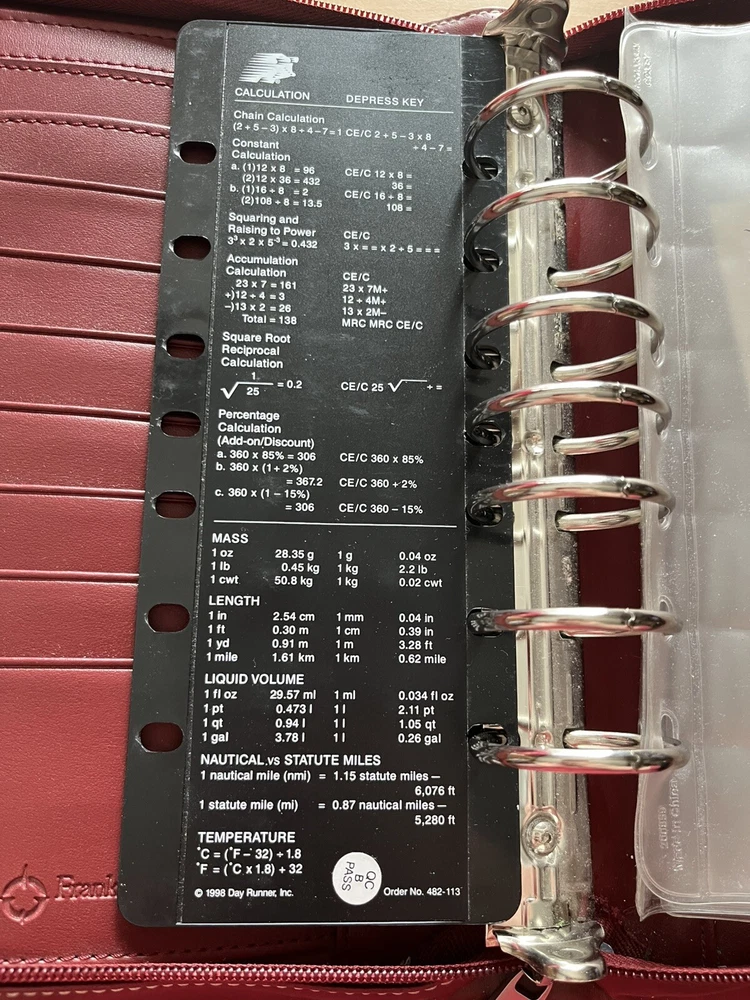 CALCULATION DEPRESS KEY
Chain Calculation
(2+5–3) x 8÷4–7=1 CE/C 2+5–3x8
÷4–7=
Constant
Calculation
a. (1)12 x 8 = 96 CE/C 12 x 8 =
(2)12 x 36 = 432 36 =
b. (1)16÷8 = 2 CE/C 16÷8 =
(2)108÷8 = 13.5 108 =
Squaring and
Raising to Power CE/C
3³ x 2 x 5⁻³ = 0.432 3 x = = x 2 ÷ 5 = = =
Accumulation
Calculation CE/C
23 x 7 = 161 23 x 7M+
+)12÷4 = 3 12÷4M+
–)13 x 2 = 26 13 x 2M–
Total = 138 MRC MRC CE/C
Square Root
Reciprocal
Calculation
1
√25 = 0.2 CE/C 25 √ ÷ =
Percentage
Calculation
(Add-on/Discount)
a. 360 x 85% = 306 CE/C 360 x 85%
b. 360 x (1+2%)
= 367.2 CE/C 360 + 2%
c. 360 x (1 – 15%)
= 306 CE/C 360 – 15%
MASS
1 oz 28.35 g 1 g 0.04 oz
1 lb 0.45 kg 1 kg 2.2 lb
1 cwt 50.8 kg 1 kg 0.02 cwt
LENGTH
1 in 2.54 cm 1 mm 0.04 in
1 ft 0.30 m 1 cm 0.39 in
1 yd 0.91 m 1 m 3.28 ft
1 mile 1.61 km 1 km 0.62 mile
LIQUID VOLUME
1 fl oz 29.57 ml 1 ml 0.034 fl oz
1 pt 0.473 l 1 l 2.11 pt
1 qt 0.94 l 1 l 1.05 qt
1 gal 3.78 l 1 l 0.26 gal
NAUTICAL vs STATUTE MILES
1 nautical mile (nmi) = 1.15 statute miles –
6,076 ft
1 statute mile (mi) = 0.87 nautical miles –
5,280 ft
TEMPERATURE
°C = (°F – 32) ÷ 1.8
°F = (°C x 1.8) + 32
QC
B
PASS
© 1998 Day Runner, Inc. Order No. 482-113
Frank
Made in China